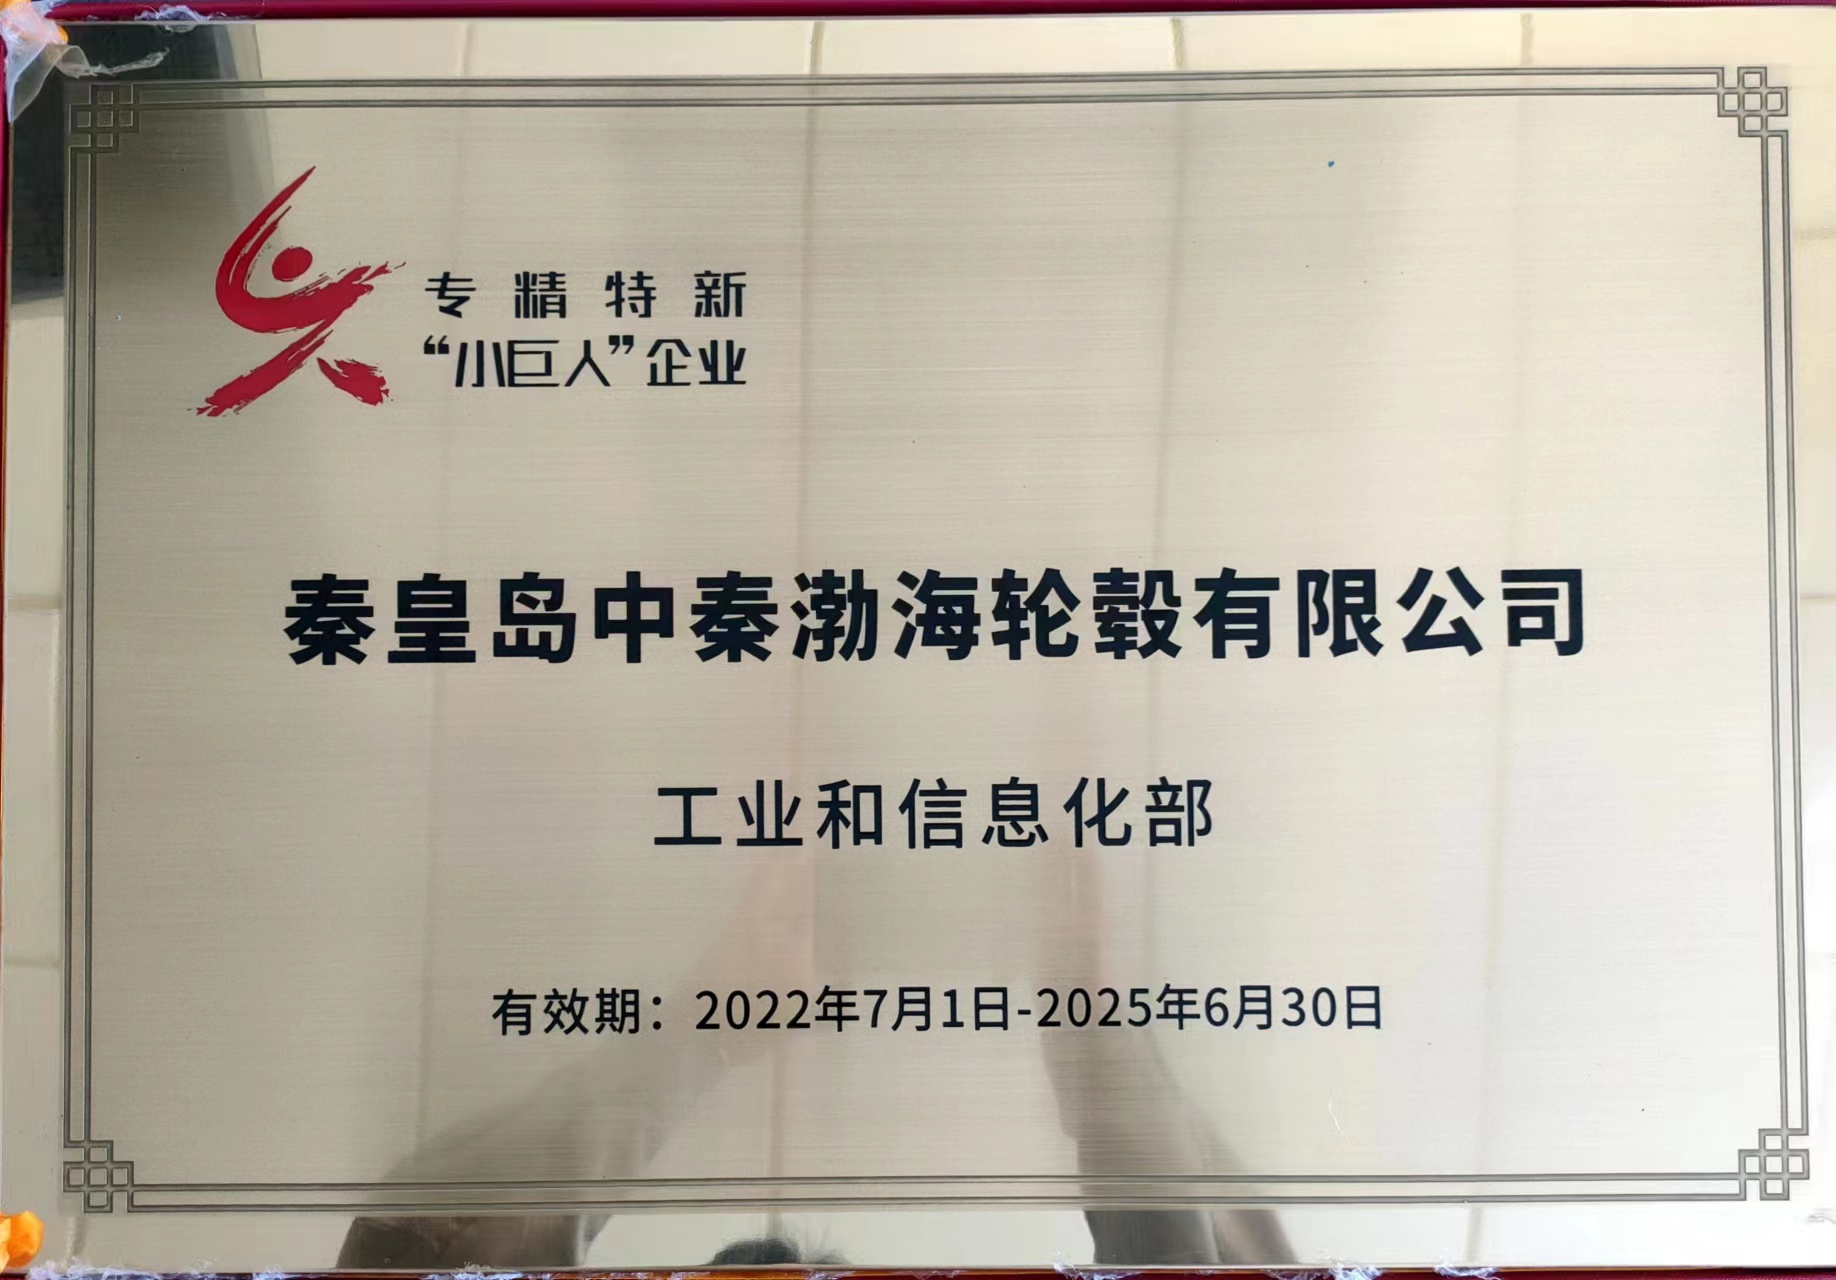 专精特新
“小巨人”企业
秦皇岛中秦渤海轮毂有限公司
工业和信息化部
有效期：2022年7月1日-2025年6月30日